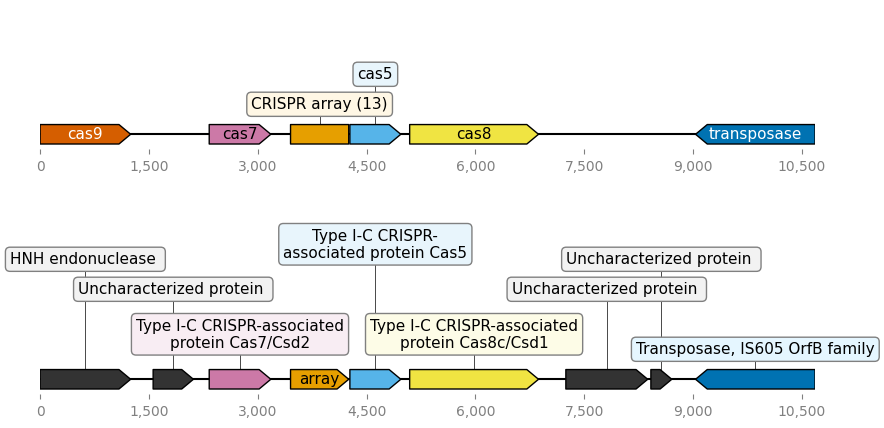 cas5
CRISPR array (13)
cas9
cas7
cas8
transposase
0
1,500
3,000
4,500
6,000
7,500
9,000
10,500
Type I-C CRISPR-
associated protein Cas5
HNH endonuclease
Uncharacterized protein
Uncharacterized protein
Uncharacterized protein
Type I-C CRISPR-associated
protein Cas7/Csd2
Type I-C CRISPR-associated
protein Cas8c/Csd1
Transposase, IS605 OrfB family
array
0
1,500
3,000
4,500
6,000
7,500
9,000
10,500